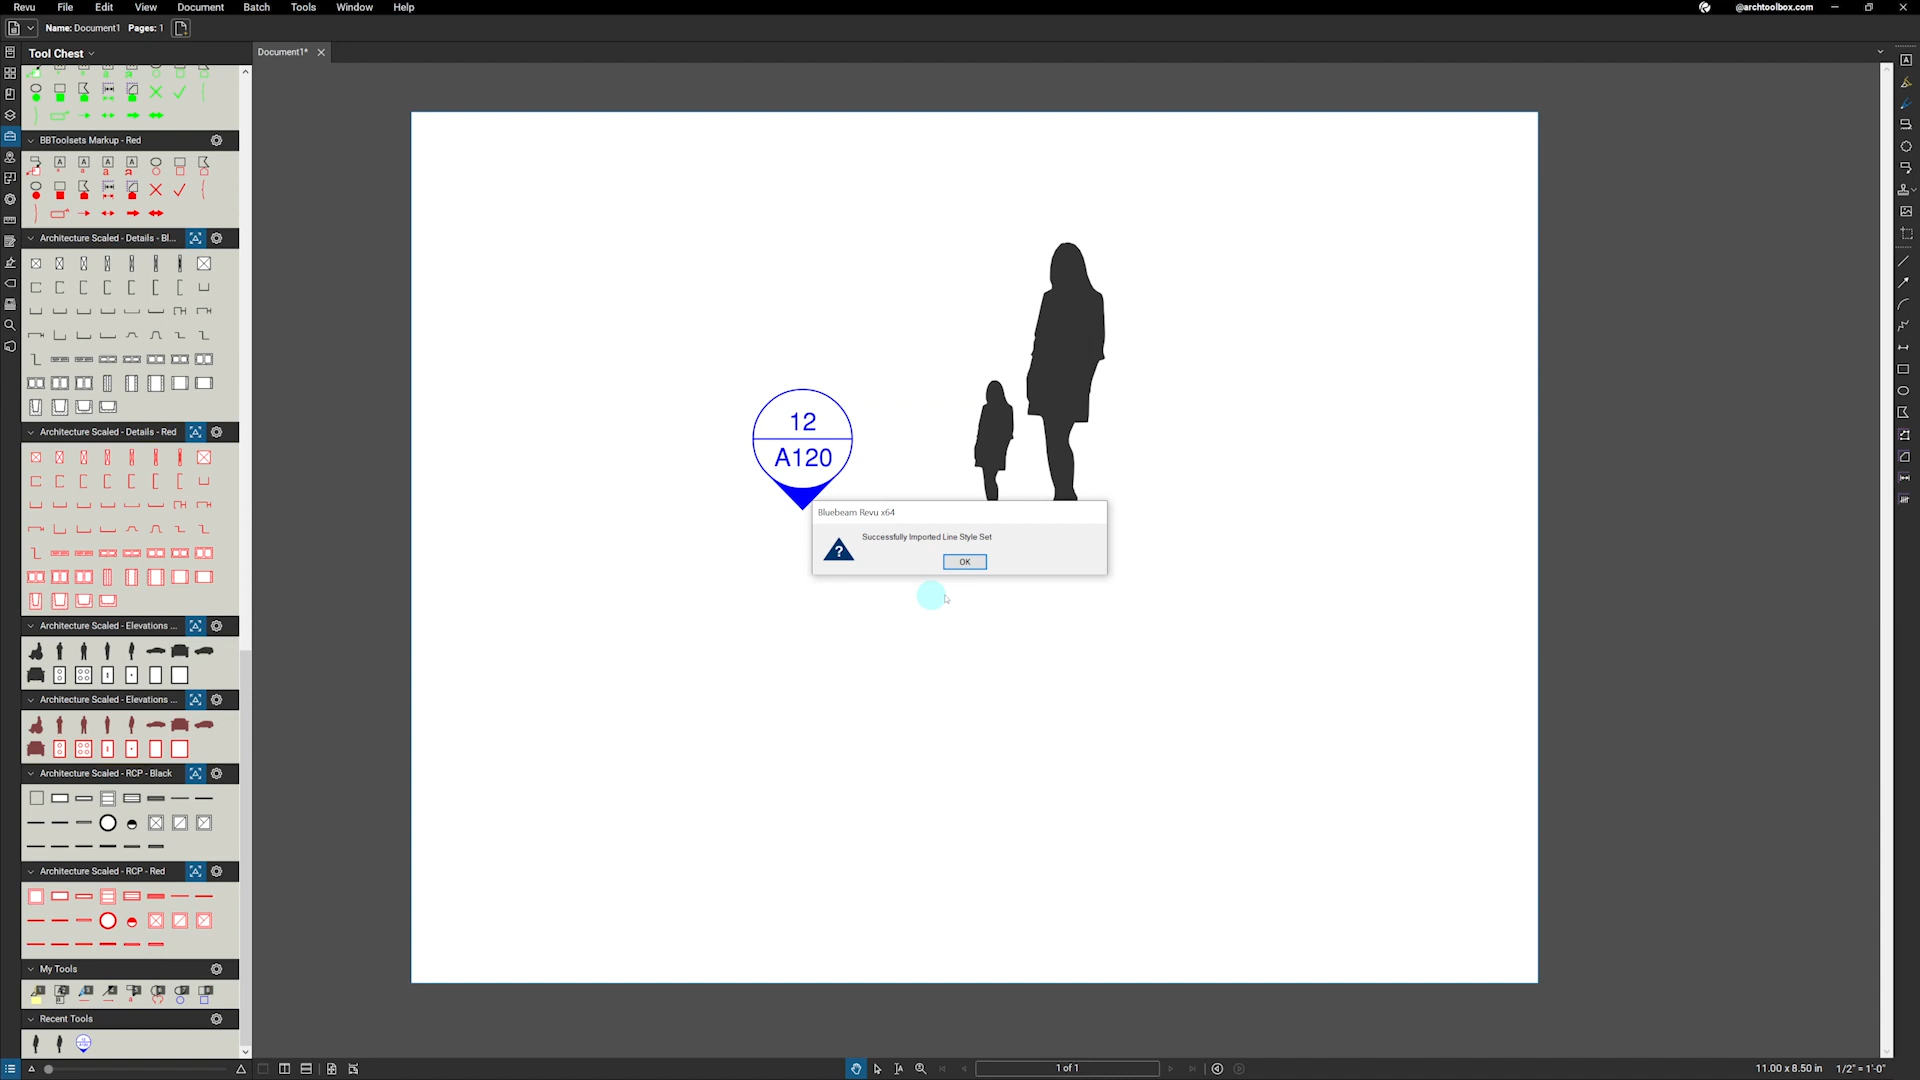 Revu File Edit View Document Batch Tools Window Help @archtoolbox.com
Name: Document1 Pages: 1
Tool Chest
Document1*
BBToolsets Markup - Red
Architecture Scaled - Details - Bl...
Architecture Scaled - Details - Red
Architecture Scaled - Elevations ...
Architecture Scaled - Elevations ...
Architecture Scaled - RCP - Black
Architecture Scaled - RCP - Red
My Tools
Recent Tools
12
A120
Bluebeam Revu x64
Successfully Imported Line Style Set
OK
1 of 1
11.00 x 8.50 in 1/2" = 1'-0"